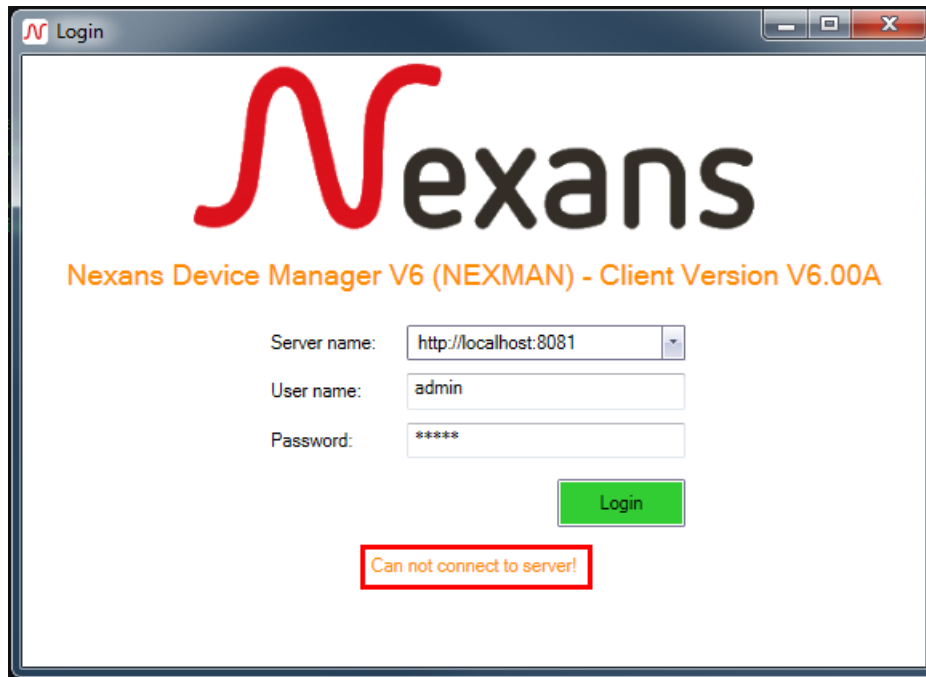 Login
Nexans
Nexans Device Manager V6 (NEXMAN) - Client Version V6.00A
Server name: http://localhost:8081
User name: admin
Password: *****
Login
Can not connect to server!